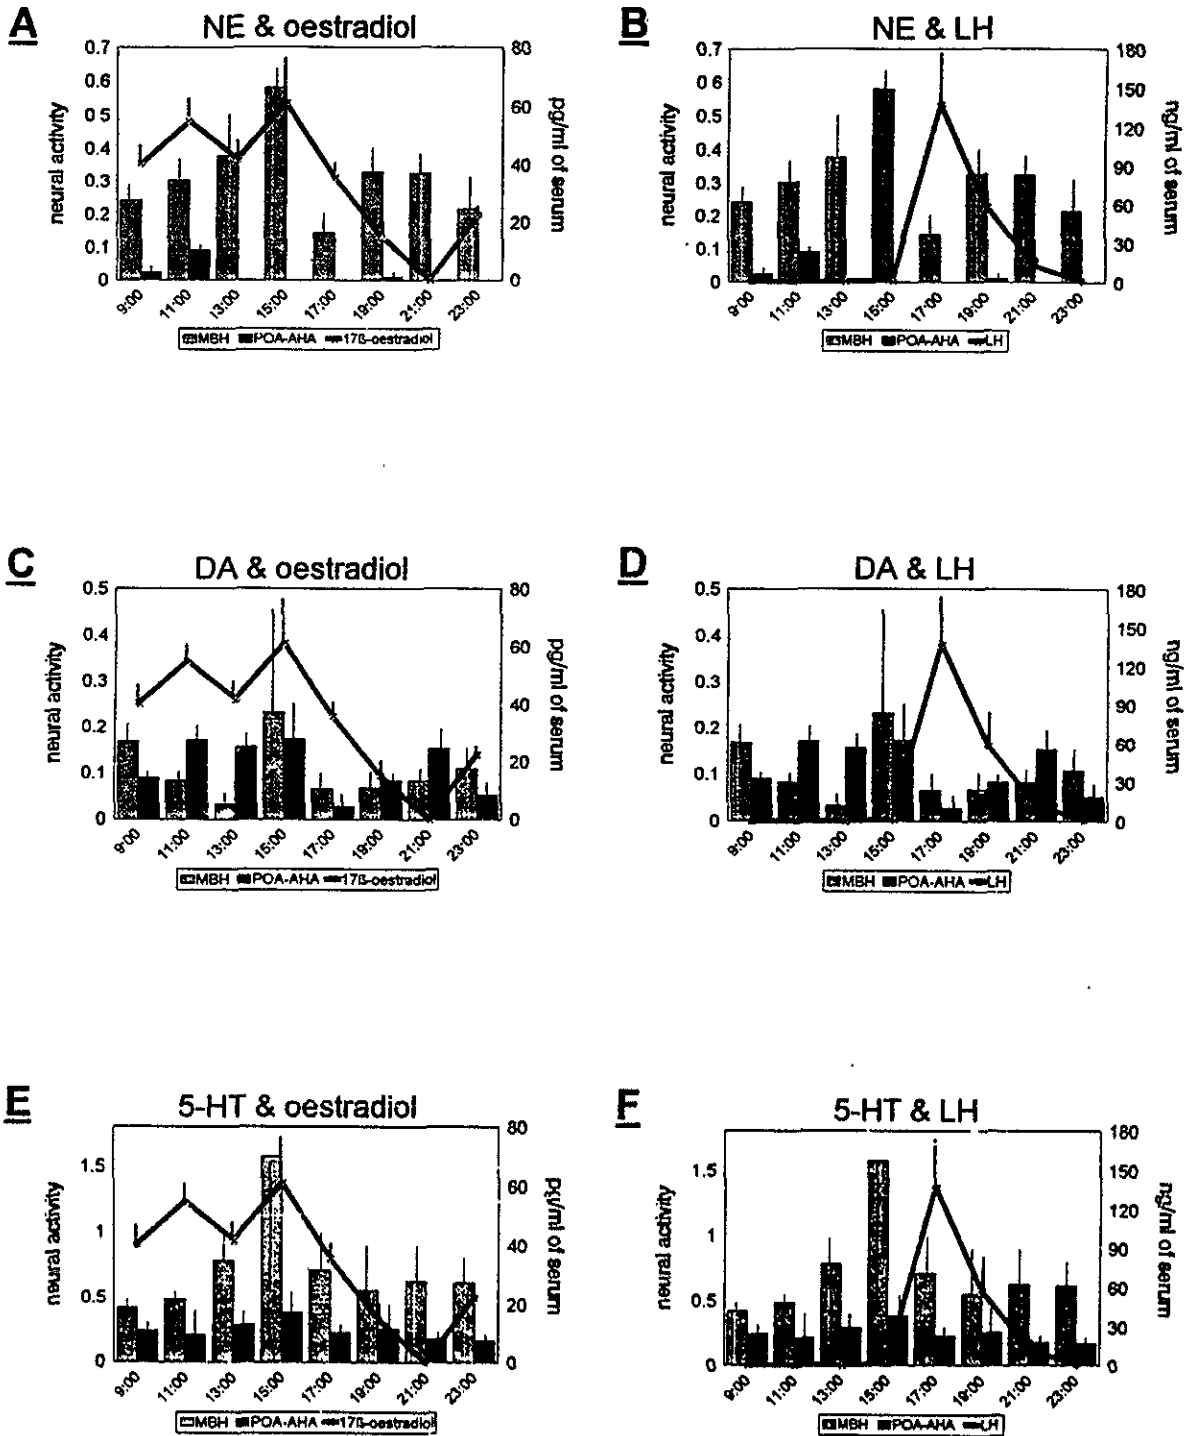 A
NE & oestradiol
neural activity
0.7
0.6
0.5
0.4
0.3
0.2
0.1
0
80
60
40
20
0
pg/ml of serum
9:00 11:00 13:00 15:00 17:00 19:00 21:00 23:00
MBH POA-AHA 17ß-oestradiol
B
NE & LH
neural activity
0.7
0.6
0.5
0.4
0.3
0.2
0.1
0
180
150
120
90
60
30
0
ng/ml of serum
9:00 11:00 13:00 15:00 17:00 19:00 21:00 23:00
MBH POA-AHA LH
C
DA & oestradiol
neural activity
0.5
0.4
0.3
0.2
0.1
0
80
60
40
20
0
pg/ml of serum
9:00 11:00 13:00 15:00 17:00 19:00 21:00 23:00
MBH POA-AHA 17ß-oestradiol
D
DA & LH
neural activity
0.5
0.4
0.3
0.2
0.1
0
180
150
120
90
60
30
0
ng/ml of serum
9:00 11:00 13:00 15:00 17:00 19:00 21:00 23:00
MBH POA-AHA LH
E
5-HT & oestradiol
neural activity
1.5
1
0.5
0
80
60
40
20
0
pg/ml of serum
9:00 11:00 13:00 15:00 17:00 19:00 21:00 23:00
MBH POA-AHA 17ß-oestradiol
F
5-HT & LH
neural activity
1.5
1
0.5
0
180
150
120
90
60
30
0
ng/ml of serum
9:00 11:00 13:00 15:00 17:00 19:00 21:00 23:00
MBH POA-AHA LH